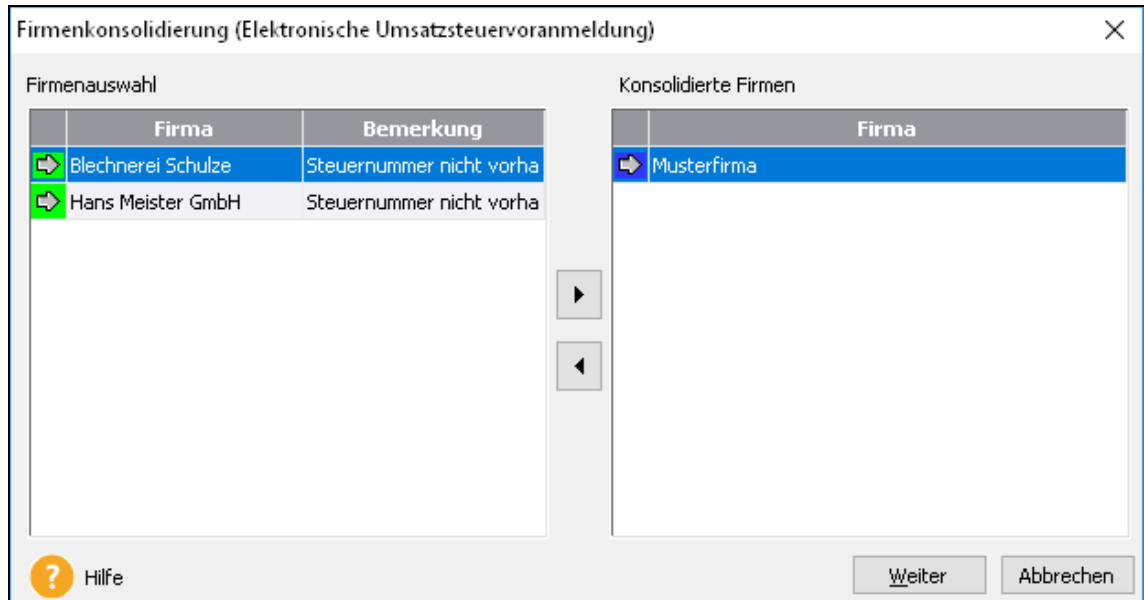 Firmenkonsolidierung (Elektronische Umsatzsteuervoranmeldung)
Firmenauswahl
Firma Bemerkung
Blechnerei Schulze Steuernummer nicht vorha
Hans Meister GmbH Steuernummer nicht vorha
Konsolidierte Firmen
Firma
Musterfirma
? Hilfe
Weiter Abbrechen